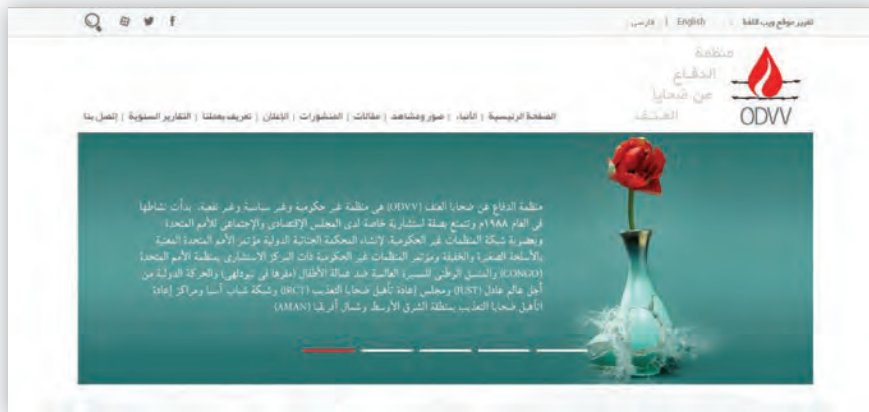 تغيير موقع ويب اللغة : English | فارسی
منظمة
الدفاع
عن ضحايا
العنف
ODVV
الصفحة الرئيسية | الأنباء | صور ومشاهد | مقالات | المنشورات | الإعلان | تعريف بعملنا | التقارير السنوية | إتصل بنا
منظمة الدفاع عن ضحايا العنف (ODVV) هي منظمة غير حكومية وغير سياسية وغير نفعية. بدأت نشاطها
في العام ١٩٨٨م وتتمتع بصفة استشارية خاصة لدى المجلس الإقتصادي والإجتماعي للأمم المتحدة
وبعضوية شبكة المنظمات غير الحكومية لإنشاء المحكمة الجنائية الدولية مؤتمر الأمم المتحدة المعنية
بالأسلحة الصغيرة والخفيفة ومؤتمر المنظمات غير الحكومية ذات المركز الاستشاري بمنظمة الأمم المتحدة
(CONGO) والمنسق الوطني للمسيرة العالمية ضد عمالة الأطفال (مقرها في نيودلهي) والحركة الدولية من
أجل عالم عادل (JUST) ومجلس إعادة تأهيل ضحايا التعذيب (IRCT) وشبكة شباب آسيا ومراكز إعادة
تأهيل ضحايا التعذيب بمنطقة الشرق الأوسط وشمال أفريقيا (AMAN)